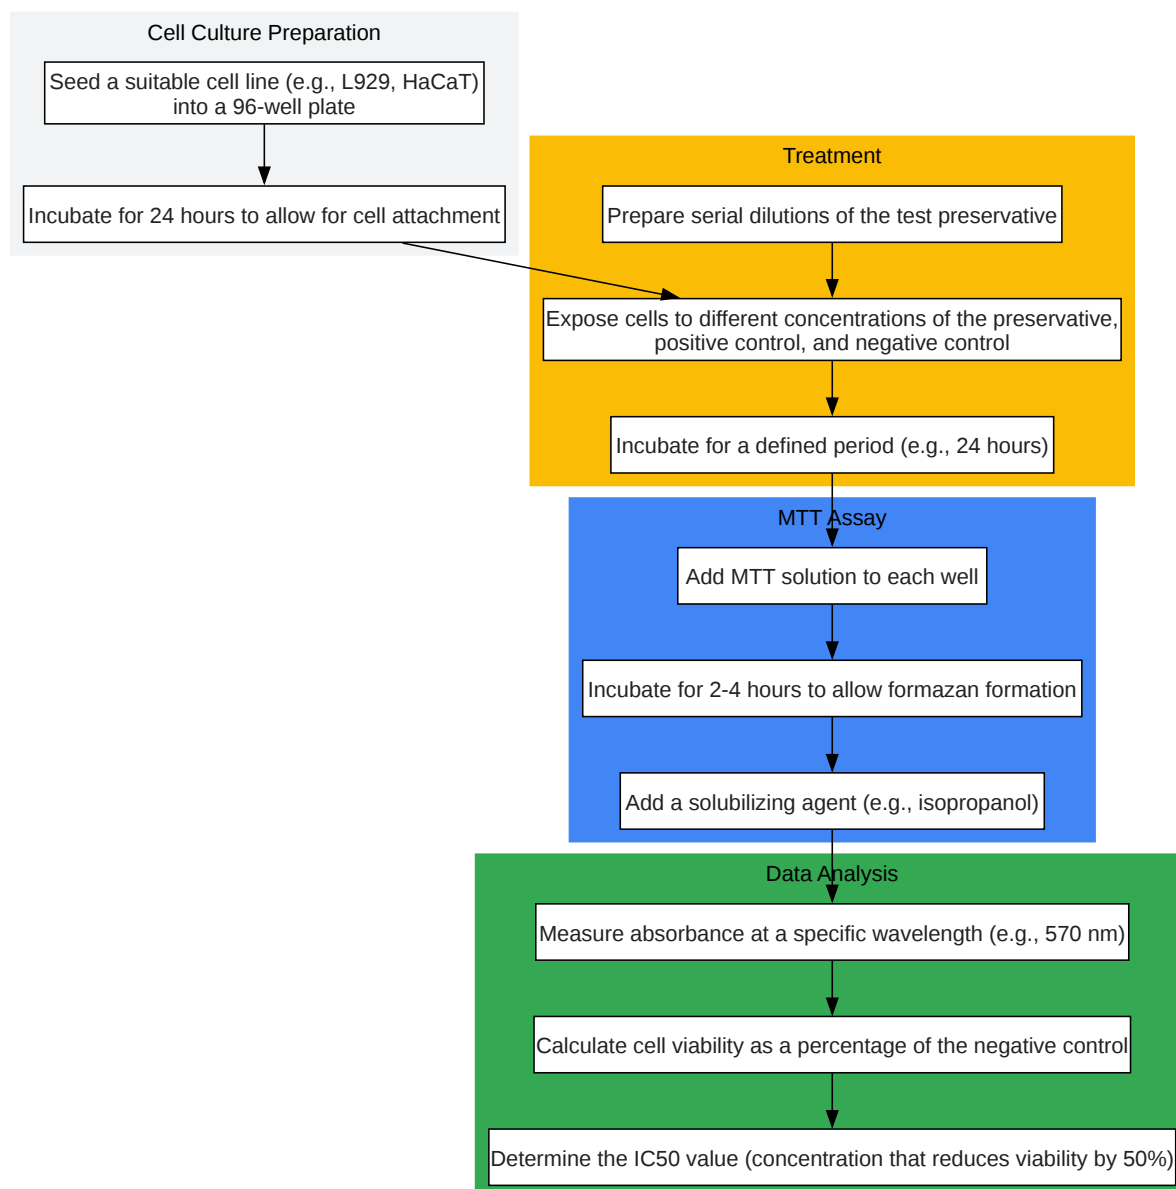 Cell Culture Preparation
Seed a suitable cell line (e.g., L929, HaCaT)
into a 96-well plate
Incubate for 24 hours to allow for cell attachment
Treatment
Prepare serial dilutions of the test preservative
Expose cells to different concentrations of the preservative,
positive control, and negative control
Incubate for a defined period (e.g., 24 hours)
MTT Assay
Add MTT solution to each well
Incubate for 2-4 hours to allow formazan formation
Add a solubilizing agent (e.g., isopropanol)
Data Analysis
Measure absorbance at a specific wavelength (e.g., 570 nm)
Calculate cell viability as a percentage of the negative control
Determine the IC50 value (concentration that reduces viability by 50%)